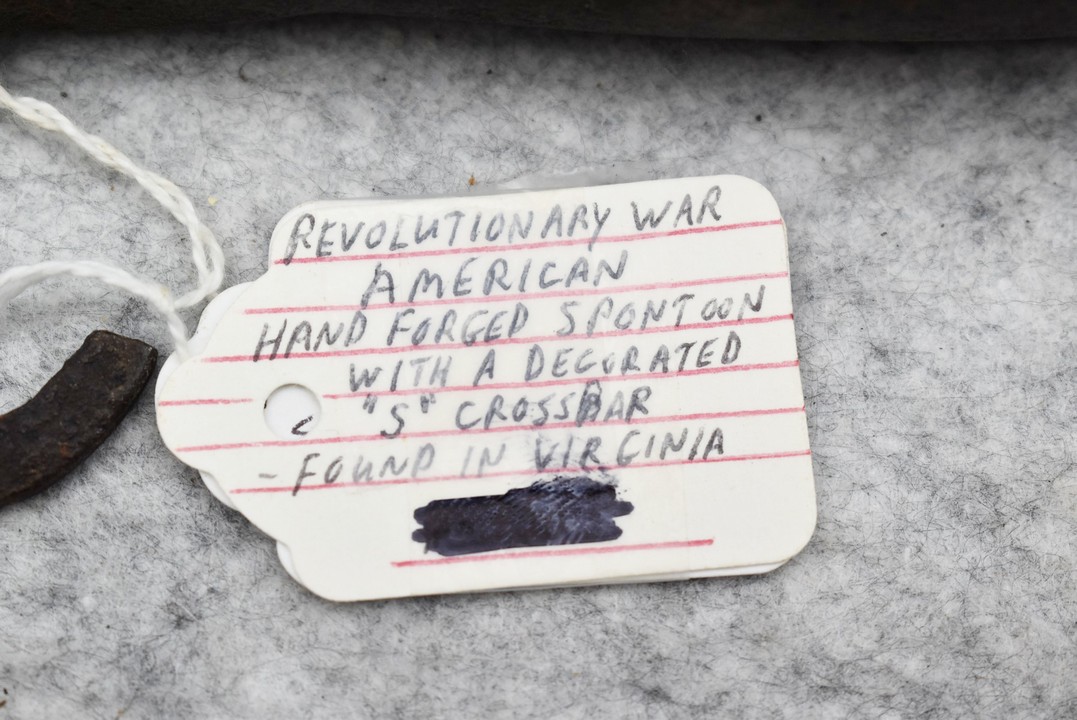 REVOLUTIONARY WAR
AMERICAN
HAND FORGED SPONTOON
WITH A DECORATED
"S" CROSSBAR
- FOUND IN VIRGINIA